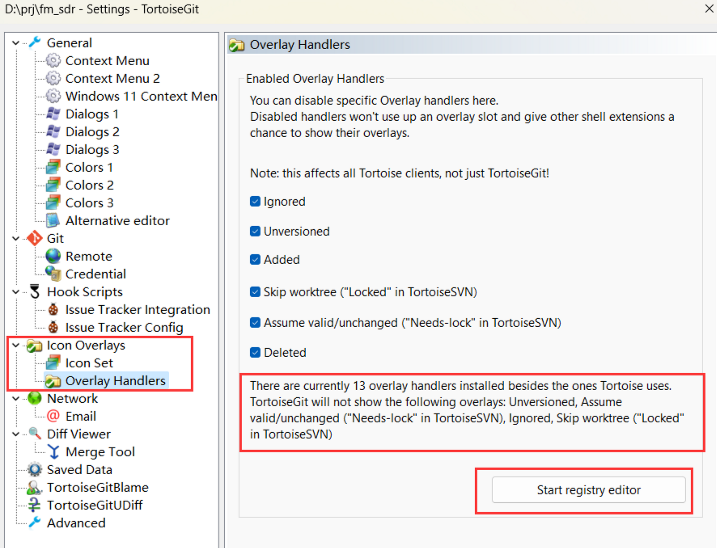 D:\prj\fm_sdr - Settings - TortoiseGit
General
Context Menu
Context Menu 2
Windows 11 Context Men
Dialogs 1
Dialogs 2
Dialogs 3
Colors 1
Colors 2
Colors 3
Alternative editor
Git
Remote
Credential
Hook Scripts
Issue Tracker Integration
Issue Tracker Config
Icon Overlays
Icon Set
Overlay Handlers
Network
Email
Diff Viewer
Merge Tool
Saved Data
TortoiseGitBlame
TortoiseGitUDiff
Advanced
Overlay Handlers
Enabled Overlay Handlers
You can disable specific Overlay handlers here.
Disabled handlers won't use up an overlay slot and give other shell extensions a
chance to show their overlays.
Note: this affects all Tortoise clients, not just TortoiseGit!
Ignored
Unversioned
Added
Skip worktree ("Locked" in TortoiseSVN)
Assume valid/unchanged ("Needs-lock" in TortoiseSVN)
Deleted
There are currently 13 overlay handlers installed besides the ones Tortoise uses.
TortoiseGit will not show the following overlays: Unversioned, Assume
valid/unchanged ("Needs-lock" in TortoiseSVN), Ignored, Skip worktree ("Locked"
in TortoiseSVN)
Start registry editor